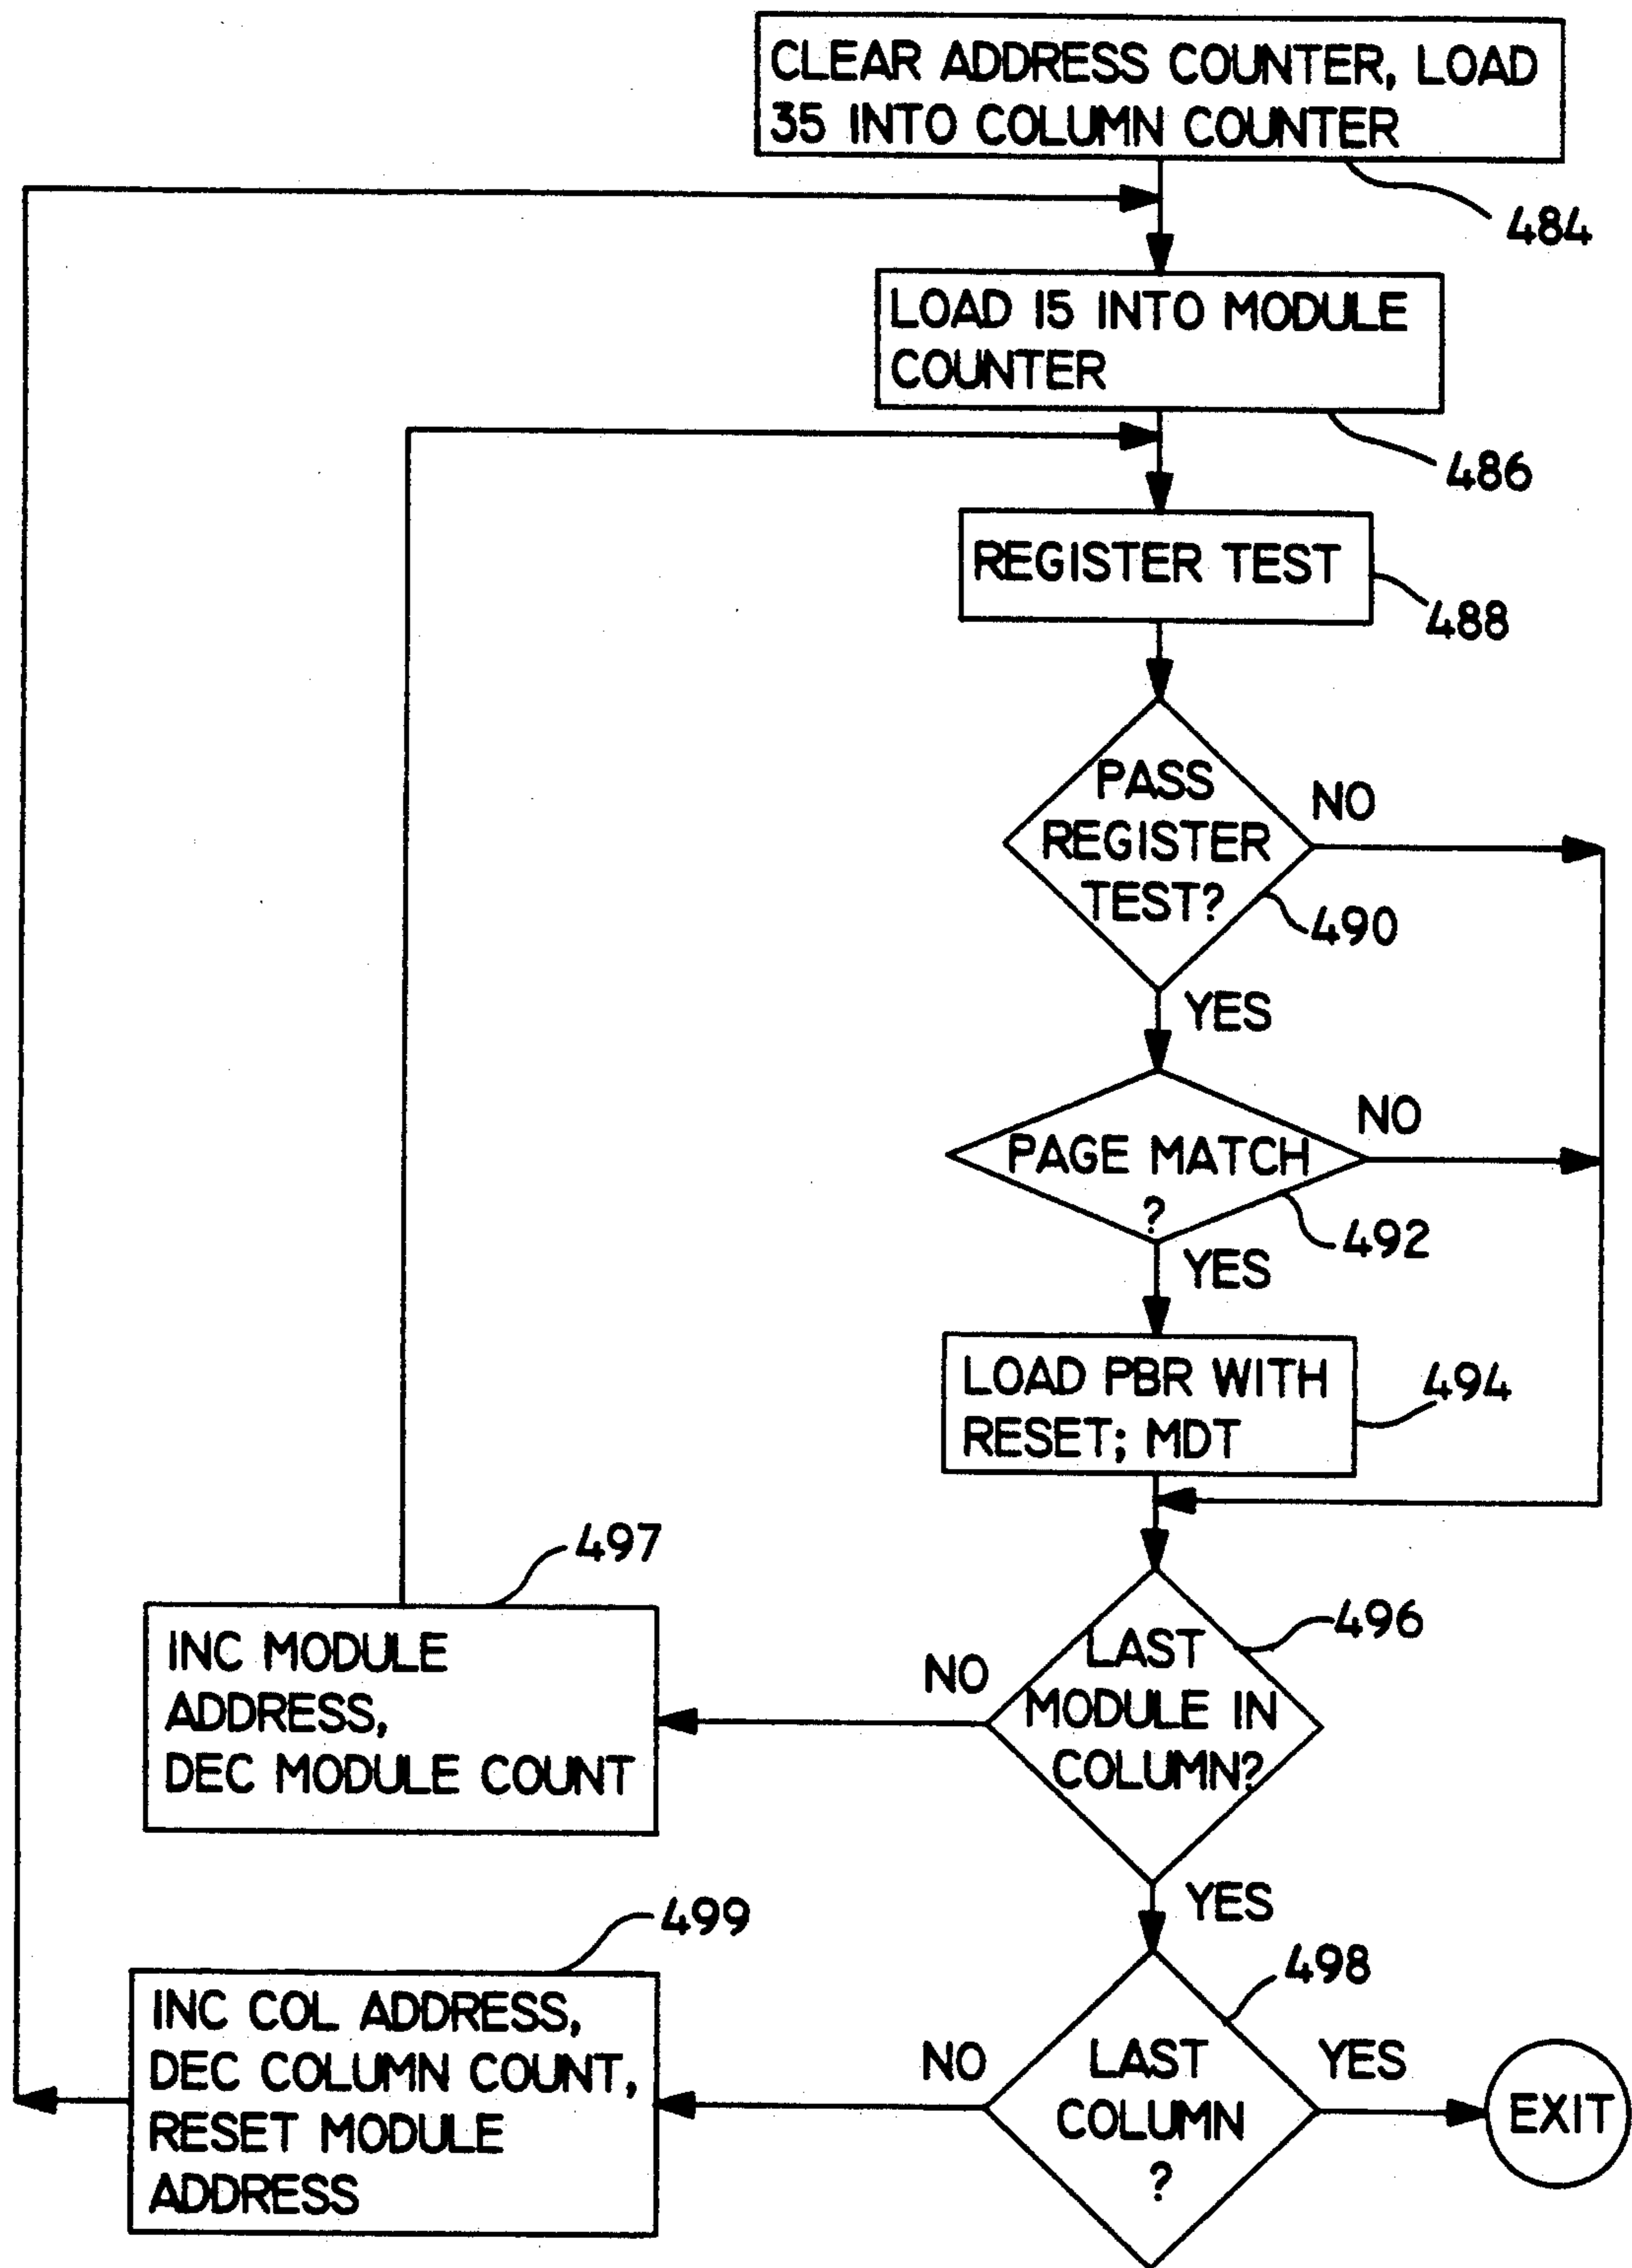 CLEAR ADDRESS COUNTER, LOAD
35 INTO COLUMN COUNTER
484
LOAD 15 INTO MODULE
COUNTER
486
REGISTER TEST
488
PASS
REGISTER
TEST?
NO
490
YES
PAGE MATCH
?
NO
492
YES
LOAD PBR WITH
RESET; MDT
494
497
INC MODULE
ADDRESS,
DEC MODULE COUNT
NO
LAST
MODULE IN
COLUMN?
496
YES
499
INC COL ADDRESS,
DEC COLUMN COUNT,
RESET MODULE
ADDRESS
NO
LAST
COLUMN
?
498
YES
EXIT